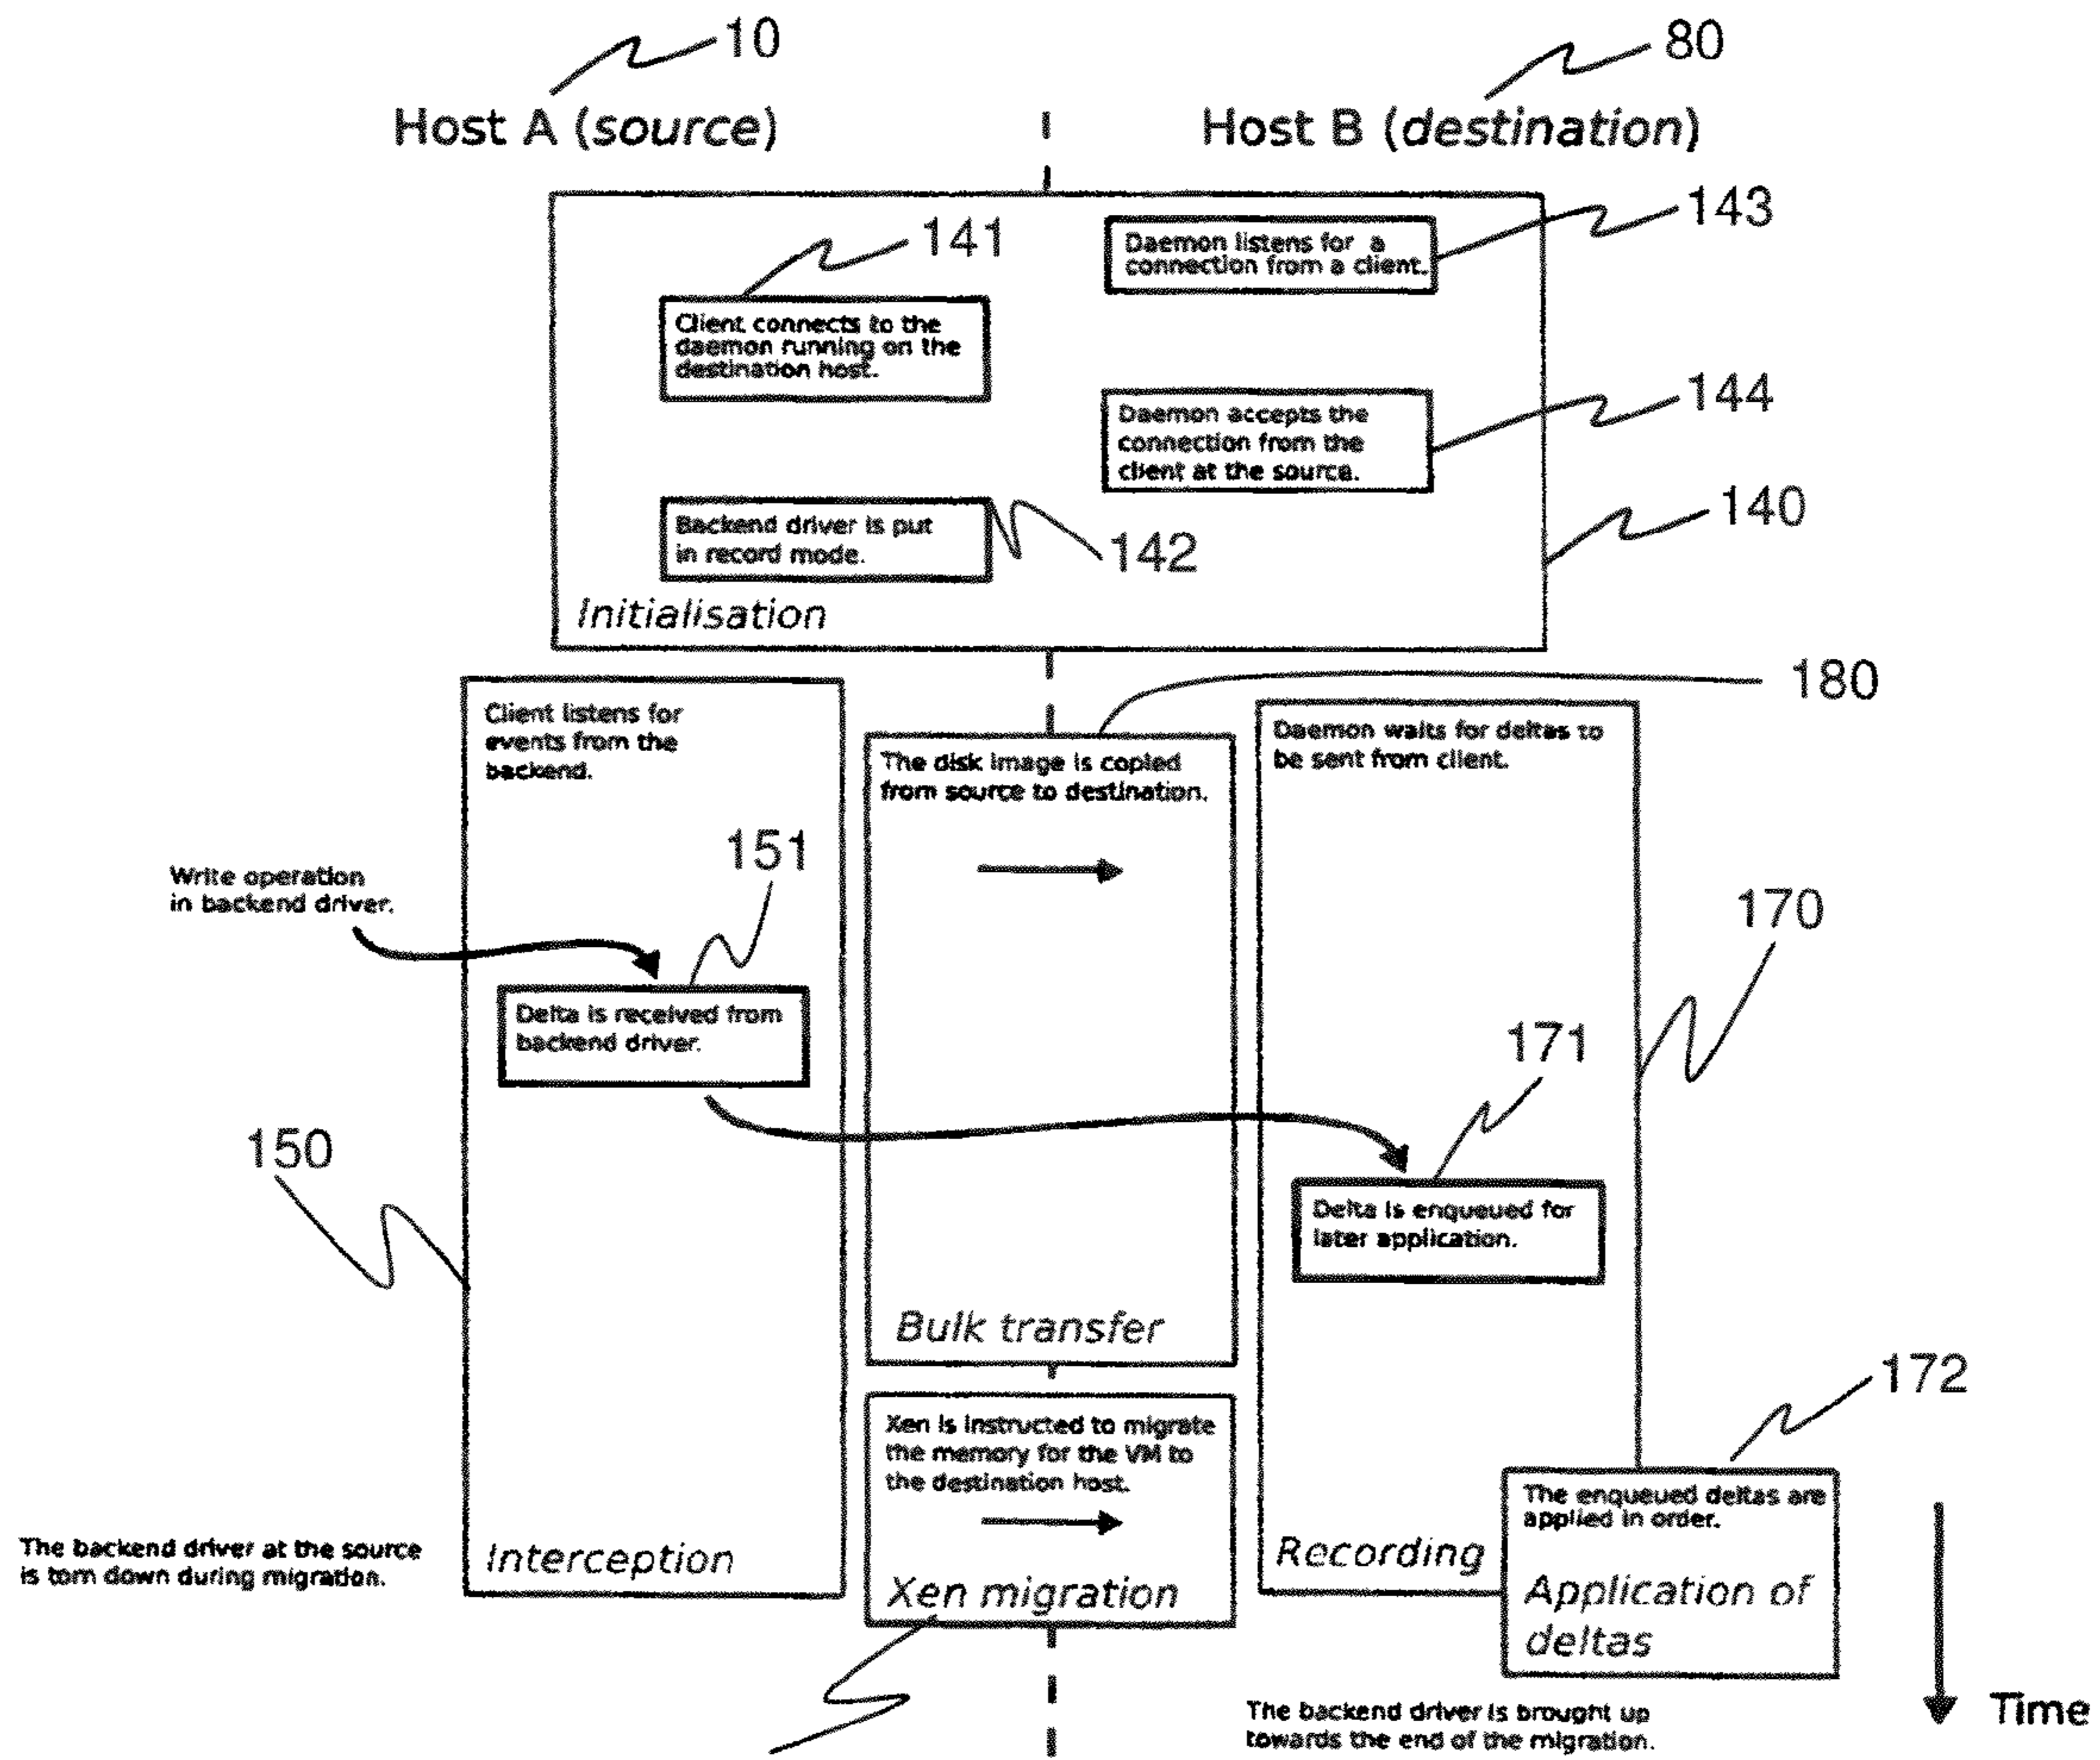 10
80
Host A (source)
Host B (destination)
143
141
Daemon listens for a
connection from a client.
Client connects to the
daemon running on the
destination host.
144
Daemon accepts the
connection from the
client at the source.
140
Backend driver is put
in record mode.
142
Initialisation
180
Client listens for
events from the
backend.
The disk image is copied
from source to destination.
Daemon waits for deltas to
be sent from client.
151
Write operation
in backend driver.
170
Delta is received from
backend driver.
171
150
Delta is enqueued for
later application.
Bulk transfer
172
Xen is instructed to migrate
the memory for the VM to
the destination host.
The enqueued deltas are
applied in order.
The backend driver at the source
is torn down during migration.
Interception
Xen migration
Recording
Application of
deltas
The backend driver is brought up
towards the end of the migration.
Time